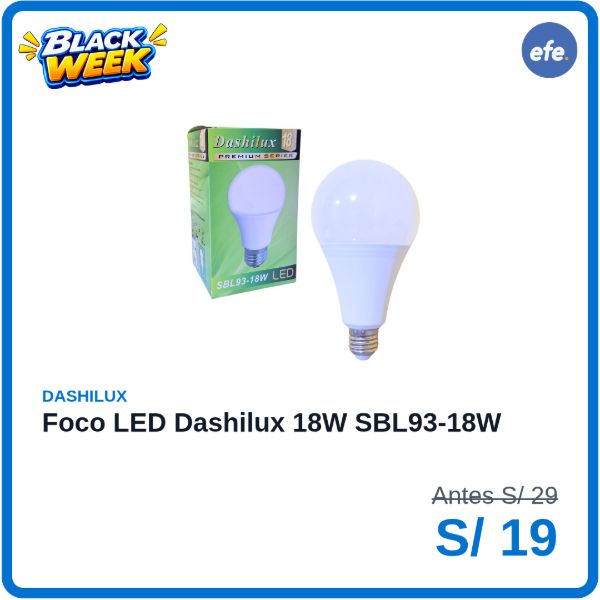 BLACK
WEEK
efe.
Dashilux 18
PREMIUM SERIES
SBL93-18W LED
DASHILUX
Foco LED Dashilux 18W SBL93-18W
Antes S/ 29
S/ 19